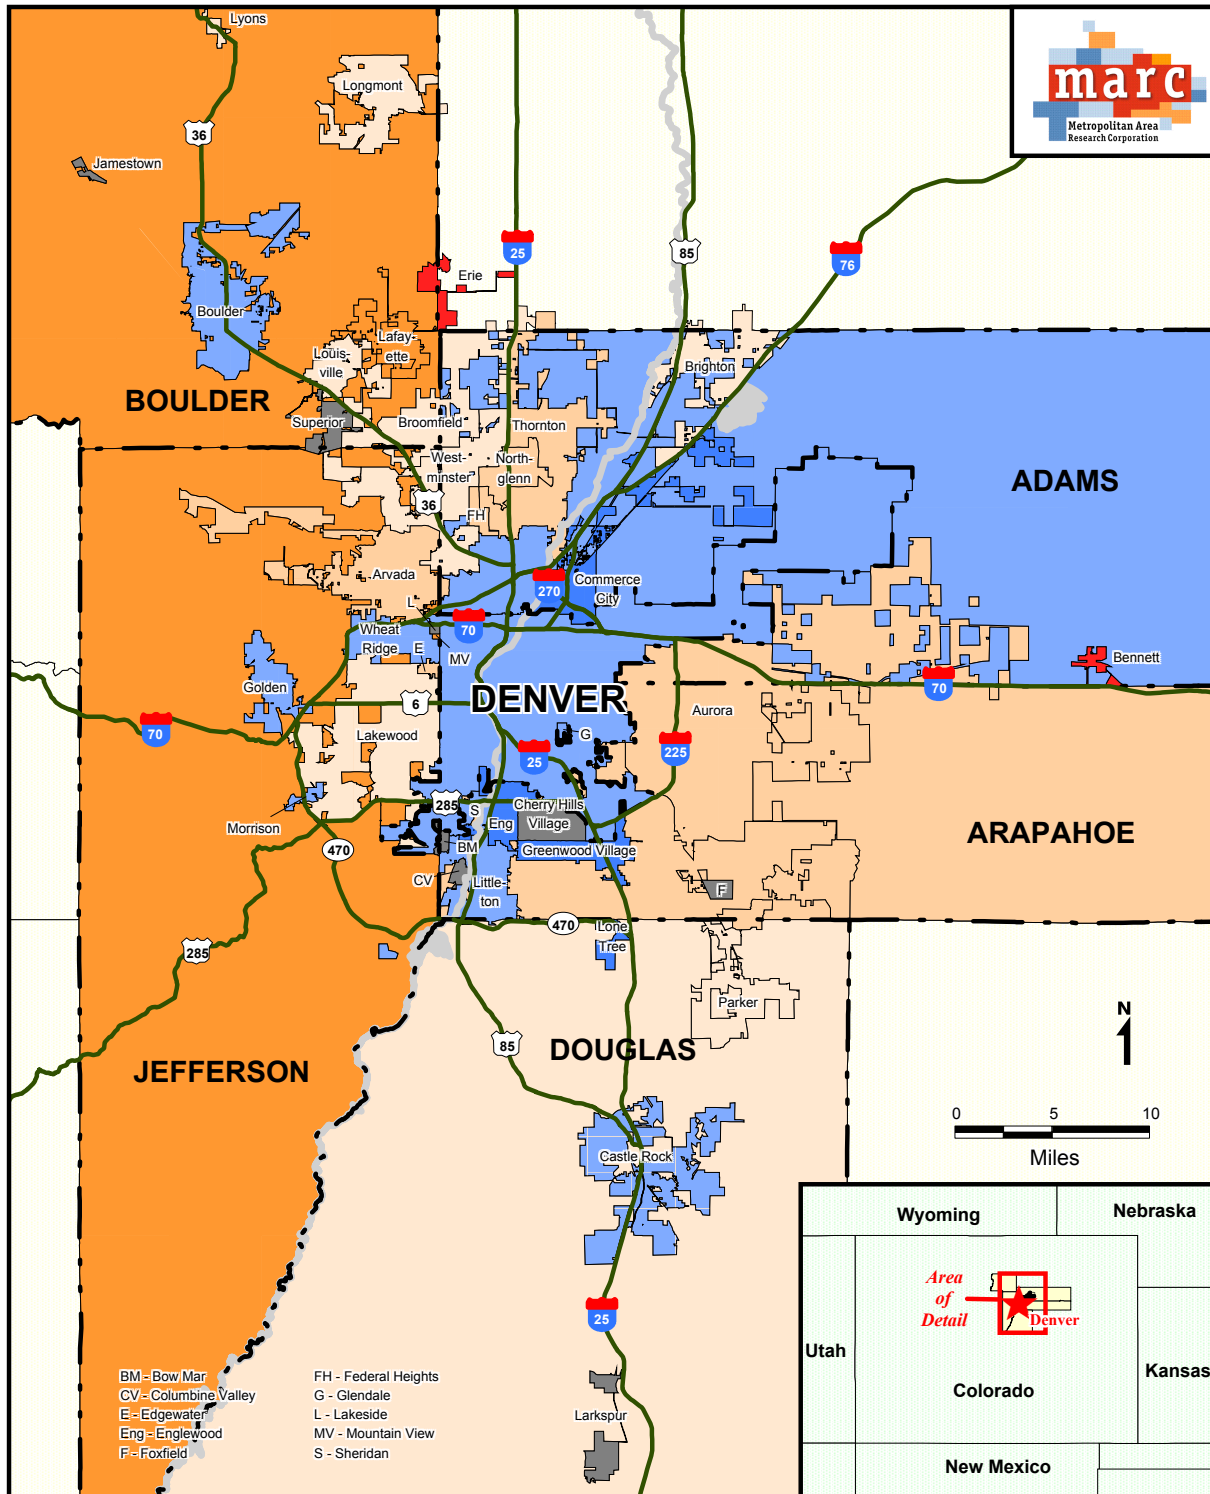 Lyons
Longmont
marc
Metropolitan Area
Research Corporation
36
Jamestown
25
85
76
Erie
Boulder
Lafay-
ette
Louis-
ville
Brighton
BOULDER
Superior
Broomfield
Thornton
West-
minster
North-
glenn
ADAMS
36
FH
Arvada
270
Commerce
City
L
Wheat
Ridge
70
E
MV
Bennett
Golden
70
DENVER
6
Aurora
70
Lakewood
G
25
225
285
S
Cherry Hills
Village
Eng
Morrison
ARAPAHOE
470
BM
Greenwood Village
CV
Little-
ton
F
470
Lone
Tree
285
Parker
N
85
DOUGLAS
JEFFERSON
0 5 10
Miles
Castle Rock
Wyoming
Nebraska
Area
of
Detail
Denver
25
Utah
Kansas
Colorado
New Mexico
Larkspur
BM - Bow Mar
CV - Columbine Valley
E - Edgewater
Eng - Englewood
F - Foxfield
FH - Federal Heights
G - Glendale
L - Lakeside
MV - Mountain View
S - Sheridan